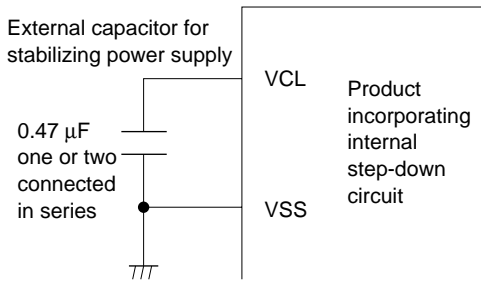 External capacitor for
stabilizing power supply
VCL
Product
incorporating
internal
step-down
circuit
0.47 μF
one or two
connected
in series
VSS